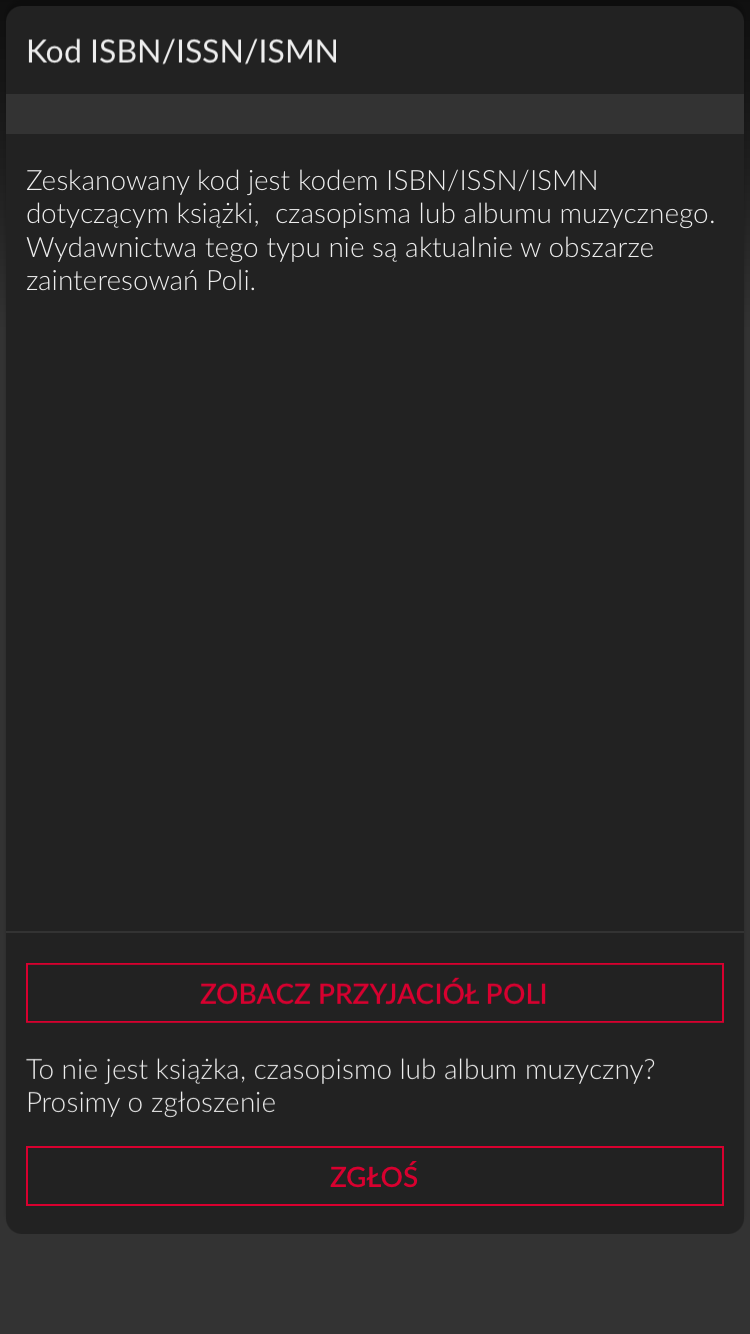 Kod ISBN/ISSN/ISMN
Zeskanowany kod jest kodem ISBN/ISSN/ISMN
dotyczącym książki,  czasopisma lub albumu muzycznego.
Wydawnictwa tego typu nie są aktualnie w obszarze
zainteresowań Poli.
ZOBACZ PRZYJACIÓŁ POLI
To nie jest książka, czasopismo lub album muzyczny?
Prosimy o zgłoszenie
ZGŁOŚ